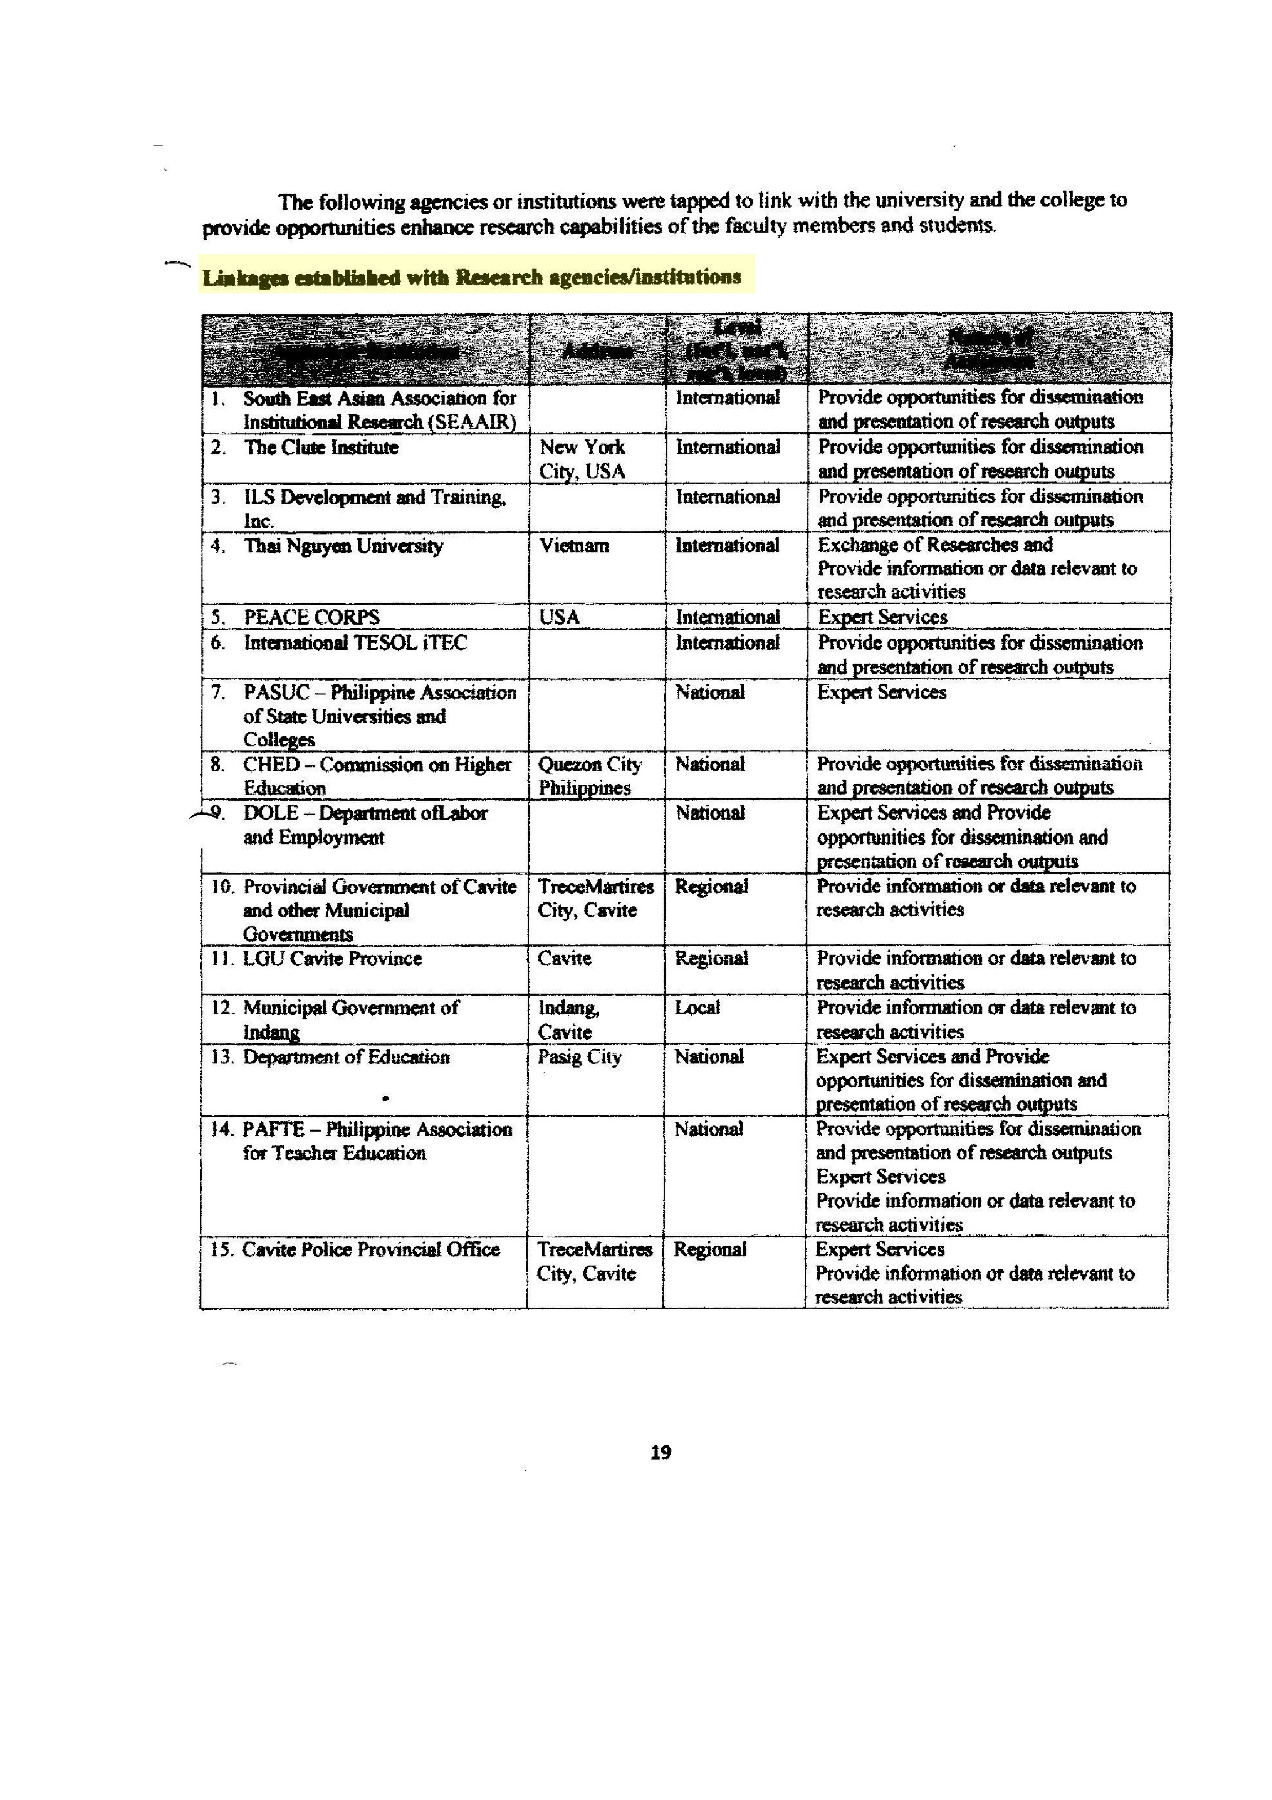 The following agencies or institutions were tapped to link with the university and the college to
provide opportunities enhance research capabilities of the faculty members and students.
Linkages established with Research agencies/institutions
Address
Level
(Int'l, nat'l,
reg'l, local)
Nature of
1. South East Asian Association for
Institutional Research (SEAAIR)
International
Provide opportunities for dissemination
and presentation of research outputs
2. The Clute Institute
New York
City, USA
International
Provide opportunities for dissemination
and presentation of research outputs
3. ILS Development and Training,
Inc.
International
Provide opportunities for dissemination
and presentation of research outputs
4. Thai Nguyen University
Vietnam
International
Exchange of Researches and
Provide information or data relevant to
research activities
5. PEACE CORPS
USA
International
Expert Services
6. International TESOL iTEC
International
Provide opportunities for dissemination
and presentation of research outputs
7. PASUC – Philippine Association
of State Universities and
Colleges
National
Expert Services
8. CHED – Commission on Higher
Education
Quezon City
Philippines
National
Provide opportunities for dissemination
and presentation of research outputs
9. DOLE – Department ofLabor
and Employment
National
Expert Services and Provide
opportunities for dissemination and
presentation of research outputs
10. Provincial Government of Cavite
and other Municipal
Governments
TreceMartires
City, Cavite
Regional
Provide information or data relevant to
research activities
11. LGU Cavite Province
Cavite
Regional
Provide information or data relevant to
research activities
12. Municipal Government of
Indang
Indang,
Cavite
Local
Provide information or data relevant to
research activities
13. Department of Education
Pasig City
National
Expert Services and Provide
opportunities for dissemination and
presentation of research outputs
14. PAFTE – Philippine Association
for Teacher Education
National
Provide opportunities for dissemination
and presentation of research outputs
Expert Services
Provide information or data relevant to
research activities
15. Cavite Police Provincial Office
TreceMartires
City, Cavite
Regional
Expert Services
Provide information or data relevant to
research activities
19